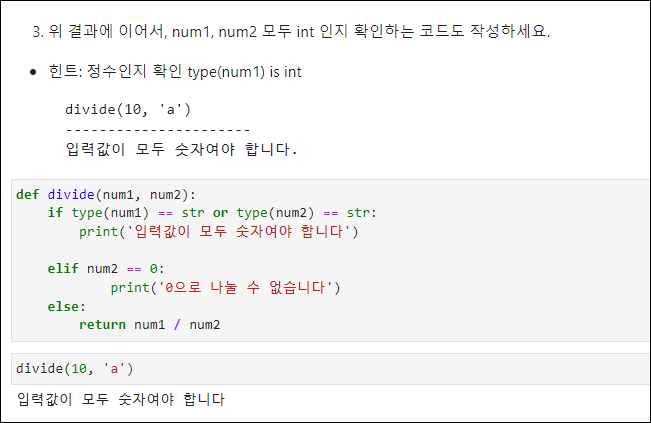 3. 위 결과에 이어서, num1, num2 모두 int 인지 확인하는 코드도 작성하세요.
• 힌트: 정수인지 확인 type(num1) is int
divide(10, 'a')
----------------------
입력값이 모두 숫자여야 합니다.
def divide(num1, num2):
    if type(num1) == str or type(num2) == str:
        print('입력값이 모두 숫자여야 합니다')
    elif num2 == 0:
            print('0으로 나눌 수 없습니다')
    else:
        return num1 / num2
divide(10, 'a')
입력값이 모두 숫자여야 합니다